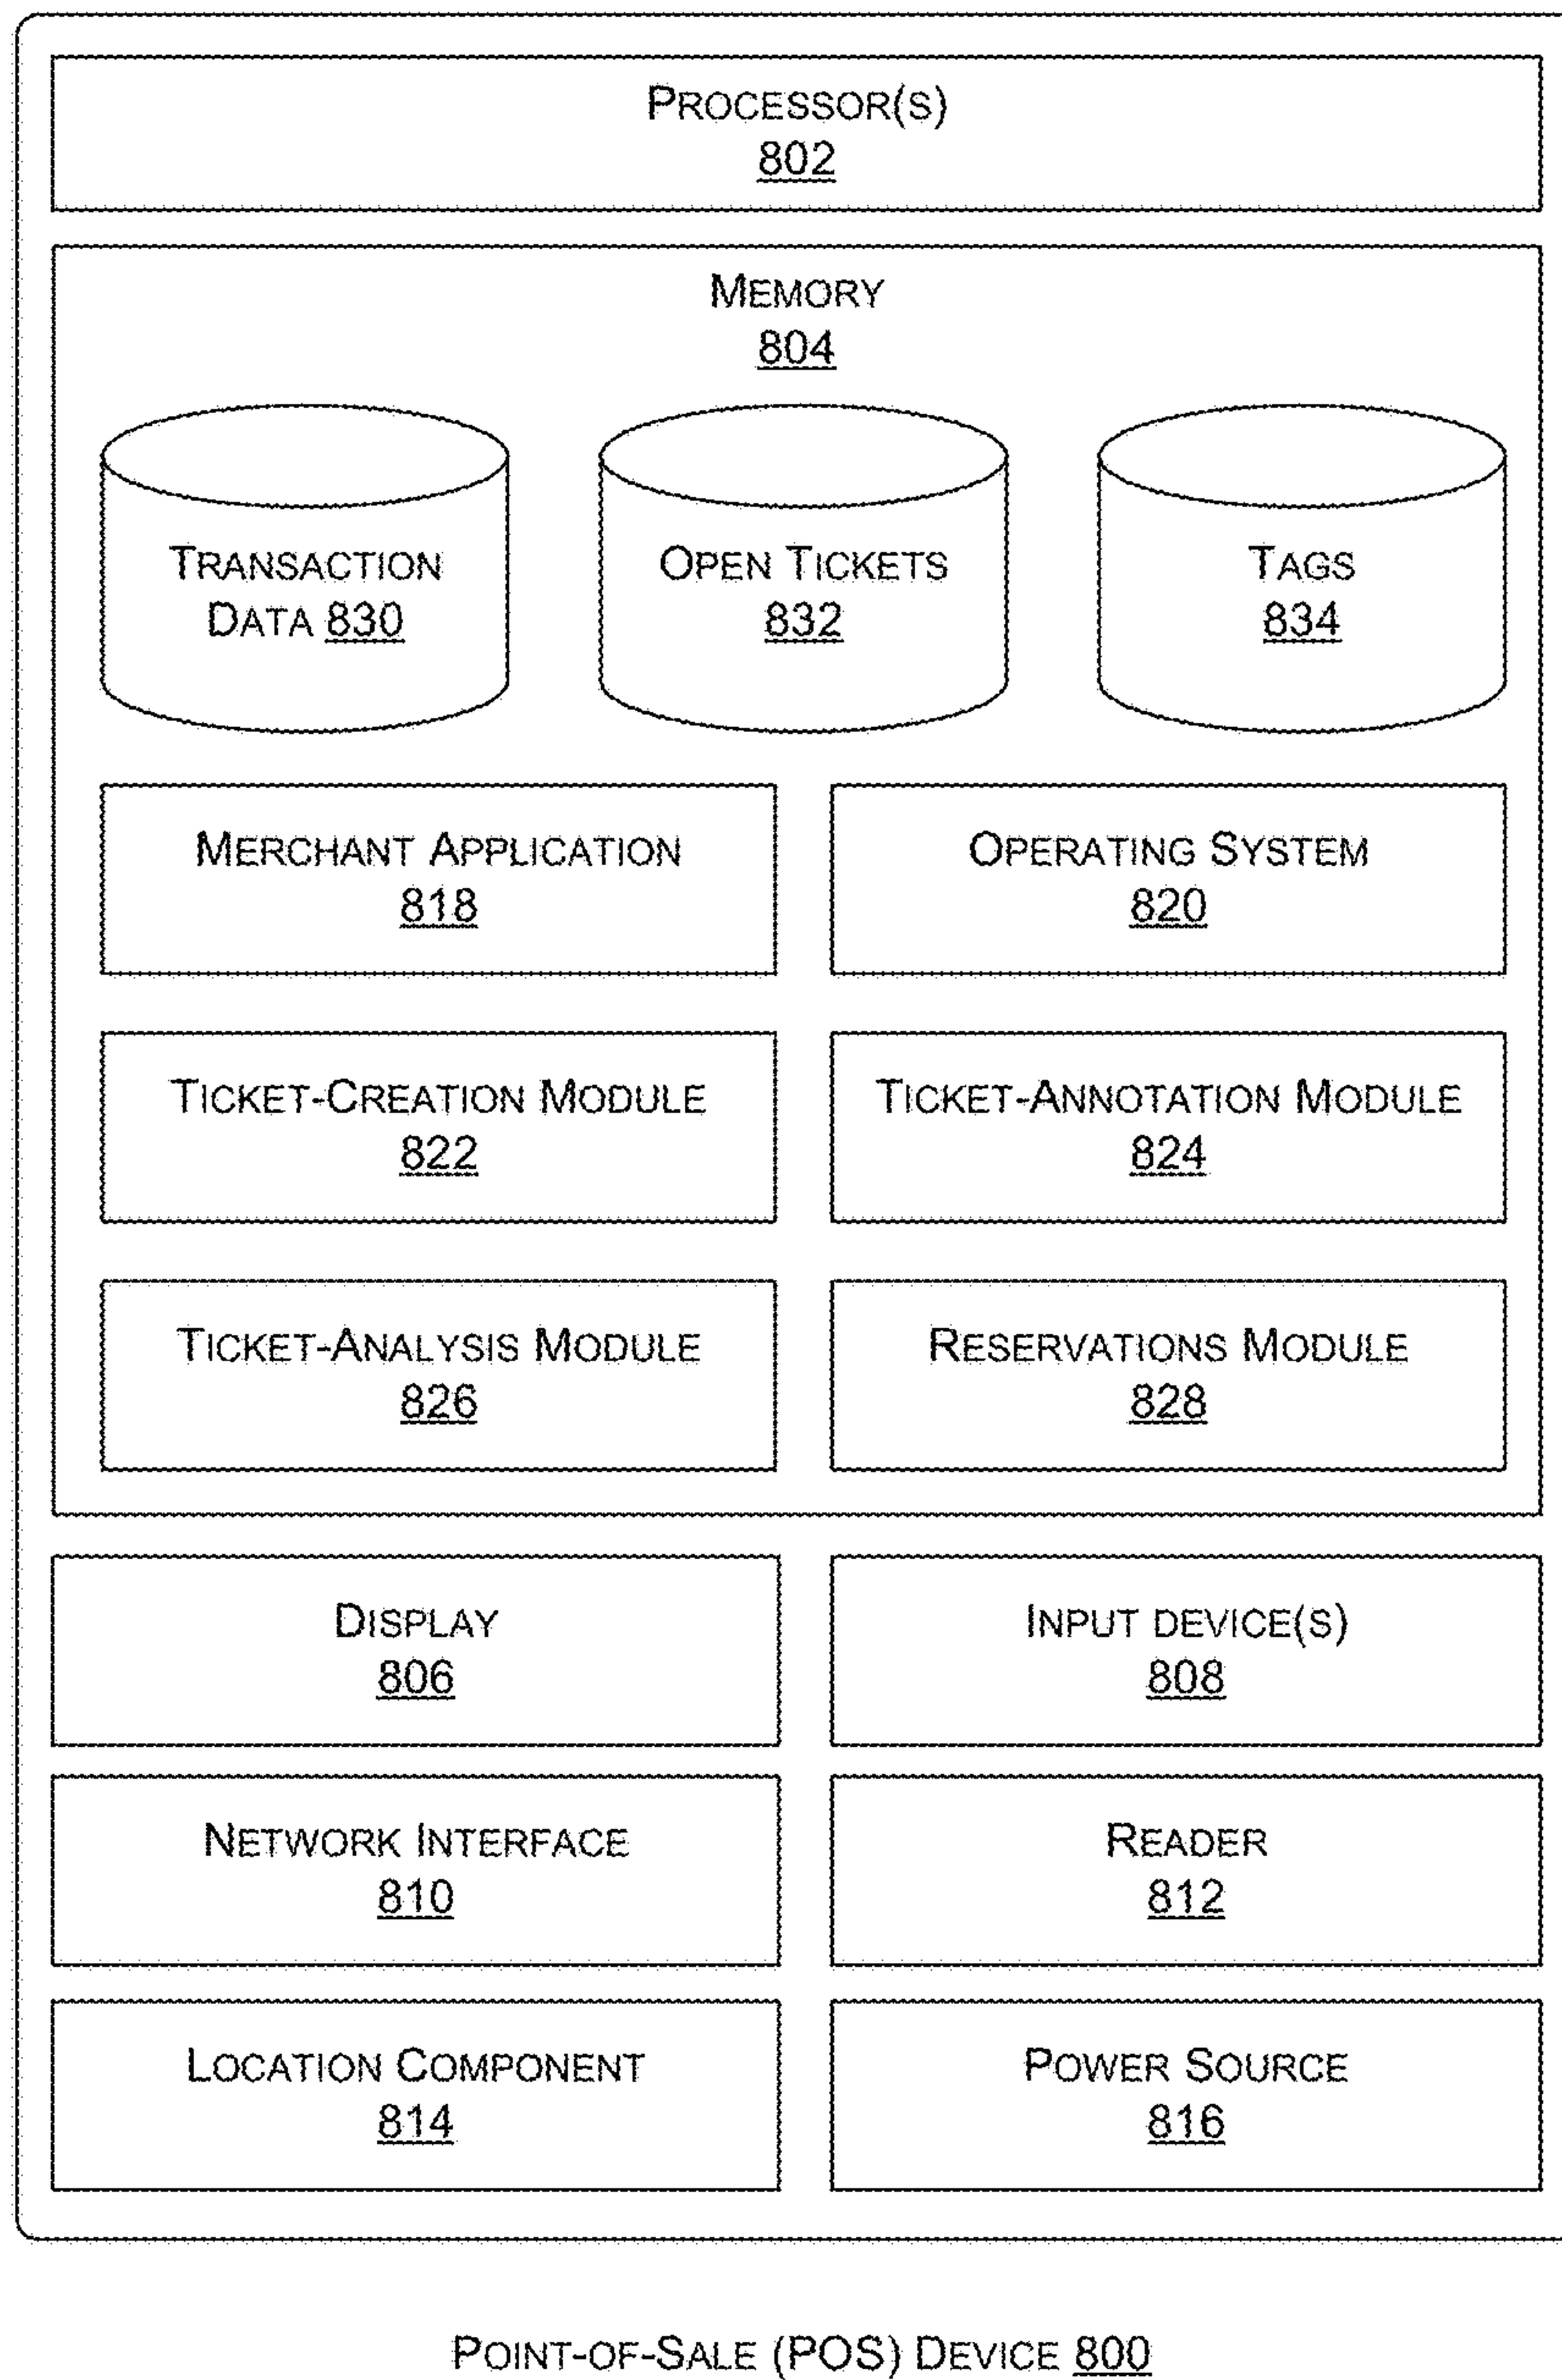 PROCESSOR(S)
802
MEMORY
804
TRANSACTION
DATA 830
OPEN TICKETS
832
TAGS
834
MERCHANT APPLICATION
818
OPERATING SYSTEM
820
TICKET-CREATION MODULE
822
TICKET-ANNOTATION MODULE
824
TICKET-ANALYSIS MODULE
826
RESERVATIONS MODULE
828
DISPLAY
806
INPUT DEVICE(S)
808
NETWORK INTERFACE
810
READER
812
LOCATION COMPONENT
814
POWER SOURCE
816
POINT-OF-SALE (POS) DEVICE 800